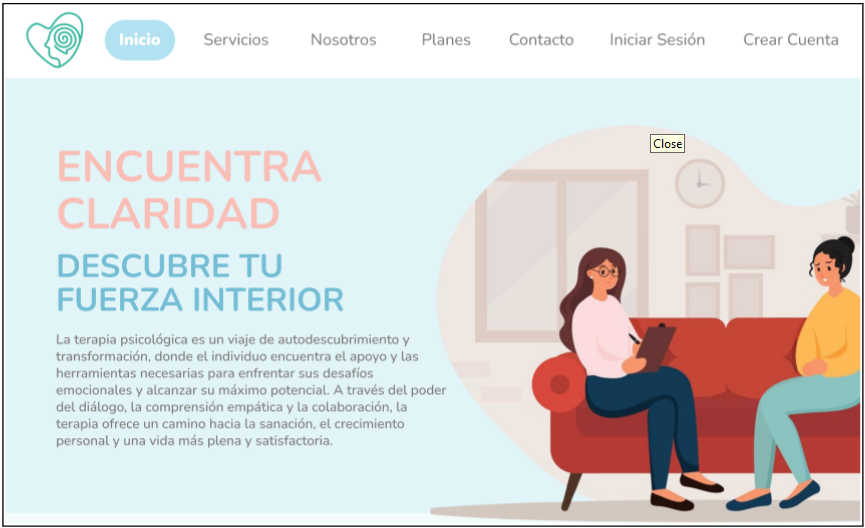 Inicio
Servicios
Nosotros
Planes
Contacto
Iniciar Sesión
Crear Cuenta
Close
ENCUENTRA
CLARIDAD
DESCUBRE TU
FUERZA INTERIOR
La terapia psicológica es un viaje de autodescubrimiento y
transformación, donde el individuo encuentra el apoyo y las
herramientas necesarias para enfrentar sus desafíos
emocionales y alcanzar su máximo potencial. A través del poder
del diálogo, la comprensión empática y la colaboración, la
terapia ofrece un camino hacia la sanación, el crecimiento
personal y una vida más plena y satisfactoria.